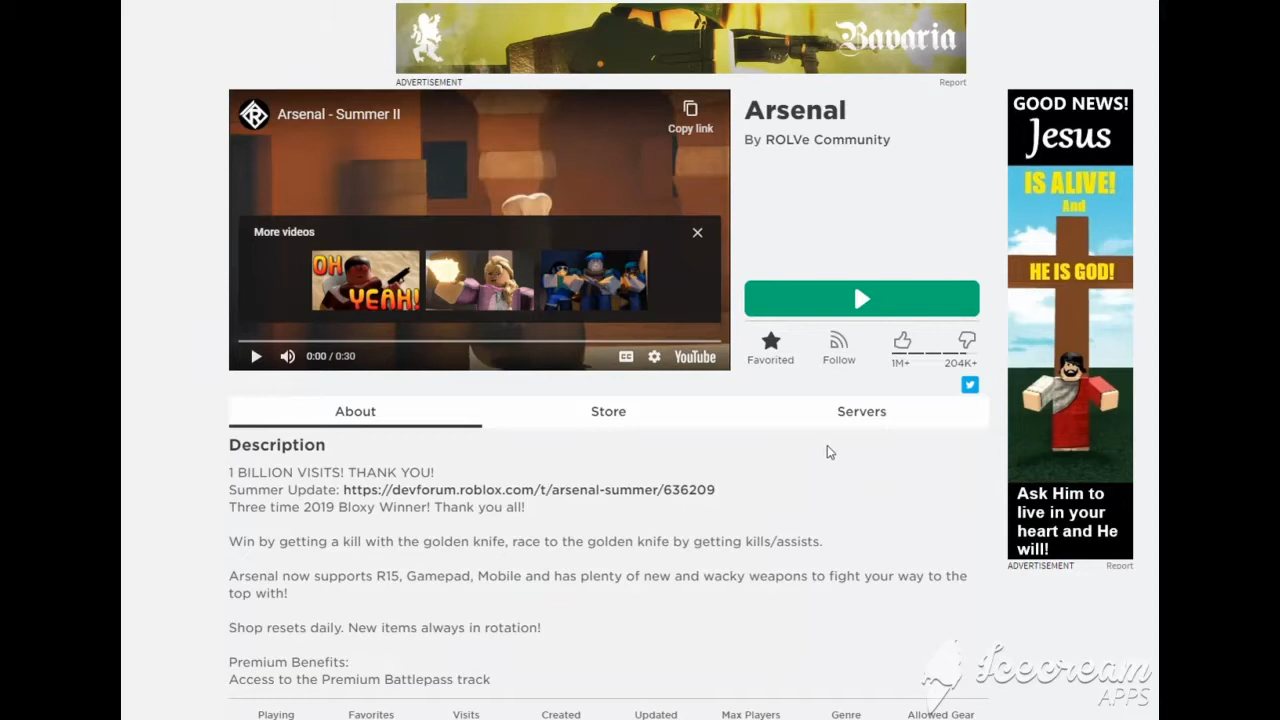 Bavaria
ADVERTISEMENT
Report
Arsenal - Summer II
Copy link
More videos
OH
YEAH!
0:00 / 0:30
YouTube
Arsenal
By ROLVe Community
Favorited
Follow
1M+
204K+
GOOD NEWS!
Jesus
IS ALIVE!
And
HE IS GOD!
Ask Him to
live in your
heart and He
will!
ADVERTISEMENT
Report
About
Store
Servers
Description
1 BILLION VISITS! THANK YOU!
Summer Update: https://devforum.roblox.com/t/arsenal-summer/636209
Three time 2019 Bloxy Winner! Thank you all!
Win by getting a kill with the golden knife, race to the golden knife by getting kills/assists.
Arsenal now supports R15, Gamepad, Mobile and has plenty of new and wacky weapons to fight your way to the
top with!
Shop resets daily. New items always in rotation!
Premium Benefits:
Access to the Premium Battlepass track
Playing
Favorites
Visits
Created
Updated
Max Players
Genre
Allowed Gear
Icecream
APPS